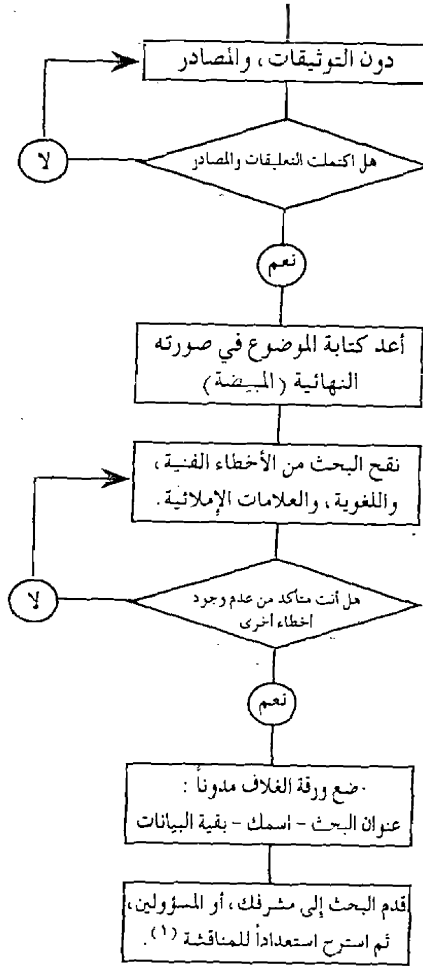 دون التوثيقات، والمصادر
هل اكتملت التعليقات والمصادر
لا
نعم
أعد كتابة الموضوع في صورته
النهائية (المبيضة)
نقح البحث من الأخطاء الفنية،
واللغوية، والعلامات الإملائية.
هل أنت متأكد من عدم وجود
اخطاء أخرى
لا
نعم
ضع ورقة الغلاف مدوناً :
عنوان البحث - اسمك - بقية البيانات
قدم البحث إلى مشرفك، أو المسؤولين،
ثم استرح استعداداً للمناقشة (١).